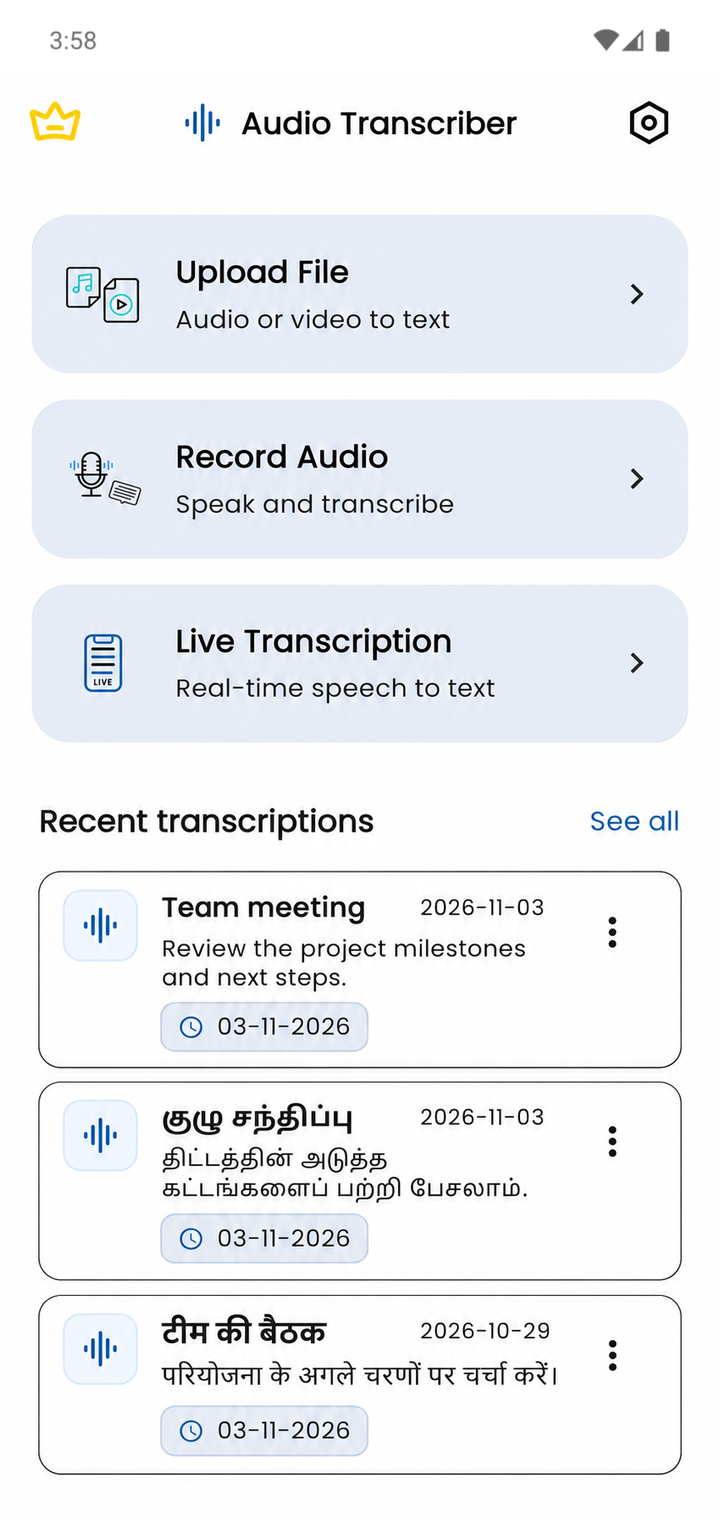 3:58
Audio Transcriber
Upload File
Audio or video to text
Record Audio
Speak and transcribe
LIVE
Live Transcription
Real-time speech to text
Recent transcriptions See all
Team meeting 2026-11-03
Review the project milestones
and next steps.
03-11-2026
குழு சந்திப்பு 2026-11-03
திட்டத்தின் அடுத்த
கட்டங்களைப் பற்றி பேசலாம்.
03-11-2026
टीम की बैठक 2026-10-29
परियोजना के अगले चरणों पर चर्चा करें।
03-11-2026